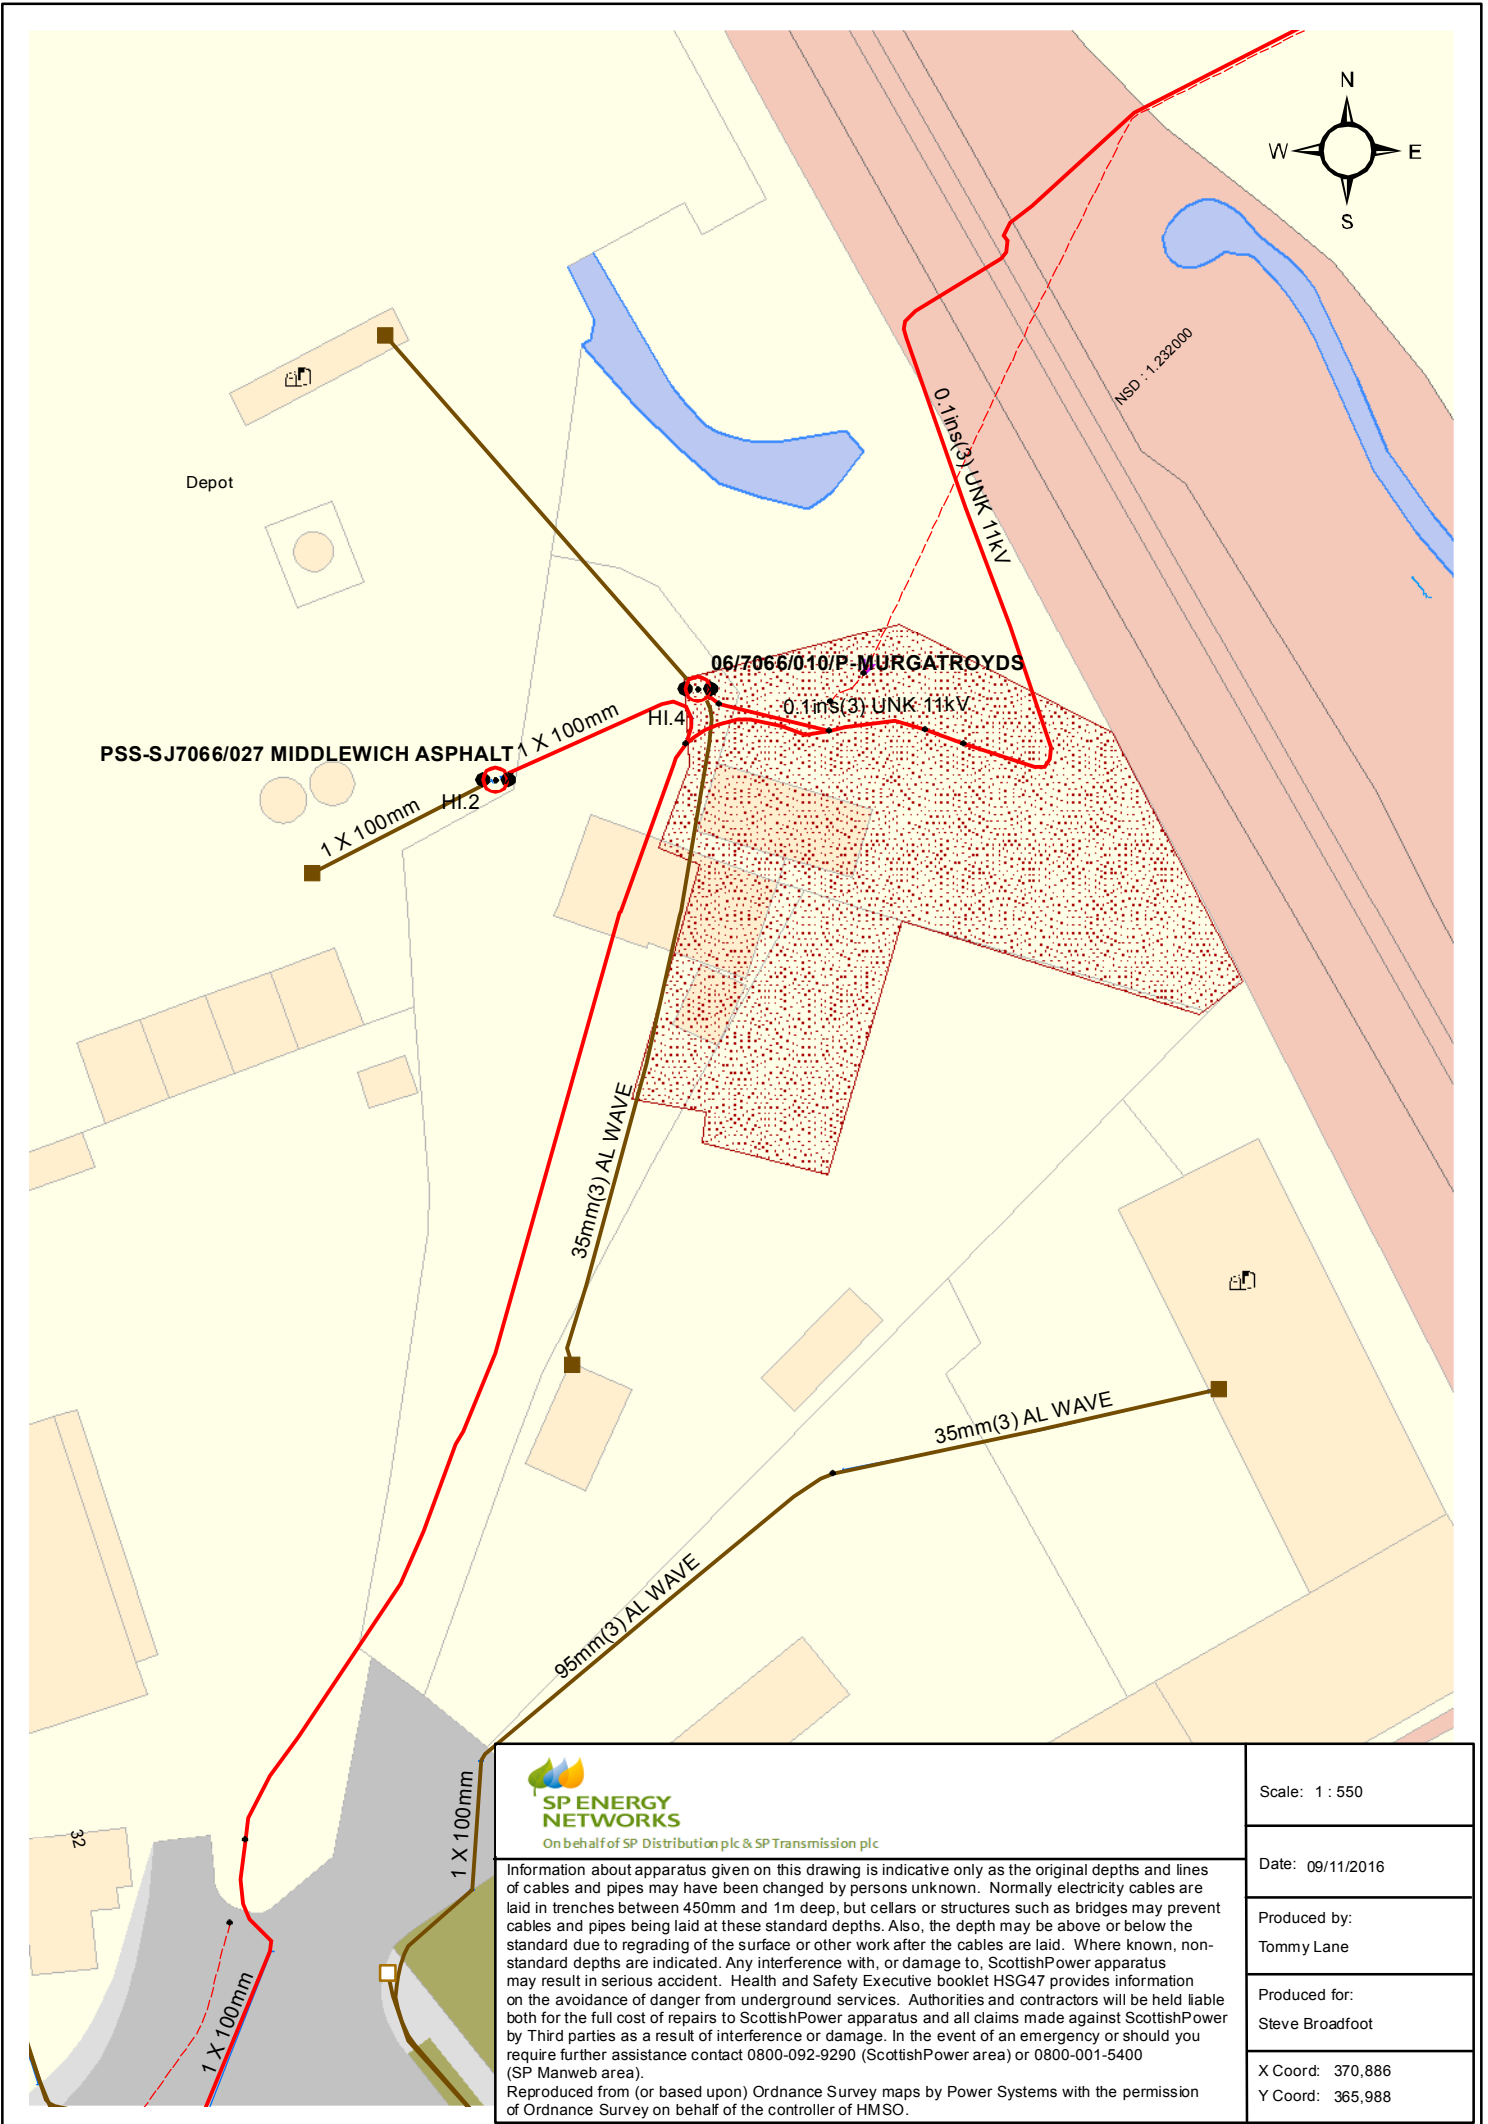 N
W E
S
NSD : 1.232000
0.1ins(3) UNK 11kV
Depot
06/7066/010/P-MURGATROYDS
0.1ins(3) UNK 11kV
HI.4
1 X 100mm
PSS-SJ7066/027 MIDDLEWICH ASPHALT
HI.2
1 X 100mm
35mm(3) AL WAVE
35mm(3) AL WAVE
95mm(3) AL WAVE
1 X 100mm
32
1 X 100mm
SP ENERGY
NETWORKS
On behalf of SP Distribution plc & SP Transmission plc
Information about apparatus given on this drawing is indicative only as the original depths and lines
of cables and pipes may have been changed by persons unknown. Normally electricity cables are
laid in trenches between 450mm and 1m deep, but cellars or structures such as bridges may prevent
cables and pipes being laid at these standard depths. Also, the depth may be above or below the
standard due to regrading of the surface or other work after the cables are laid. Where known, non-
standard depths are indicated. Any interference with, or damage to, ScottishPower apparatus
may result in serious accident. Health and Safety Executive booklet HSG47 provides information
on the avoidance of danger from underground services. Authorities and contractors will be held liable
both for the full cost of repairs to ScottishPower apparatus and all claims made against ScottishPower
by Third parties as a result of interference or damage. In the event of an emergency or should you
require further assistance contact 0800-092-9290 (ScottishPower area) or 0800-001-5400
(SP Manweb area).
Reproduced from (or based upon) Ordnance Survey maps by Power Systems with the permission
of Ordnance Survey on behalf of the controller of HMSO.
Scale: 1 : 550
Date: 09/11/2016
Produced by:
Tommy Lane
Produced for:
Steve Broadfoot
X Coord: 370,886
Y Coord: 365,988